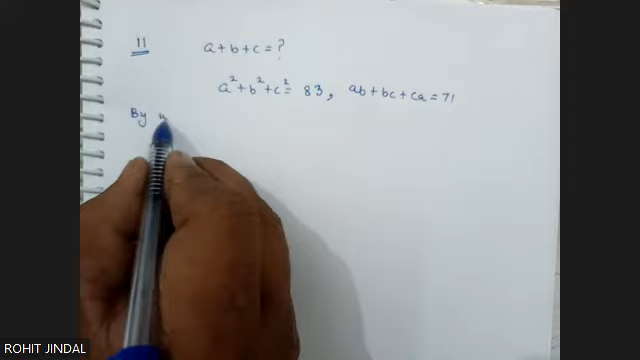 11 a + b + c = ?
a² + b² + c² = 83, ab + bc + ca = 71
By
ROHIT JINDAL